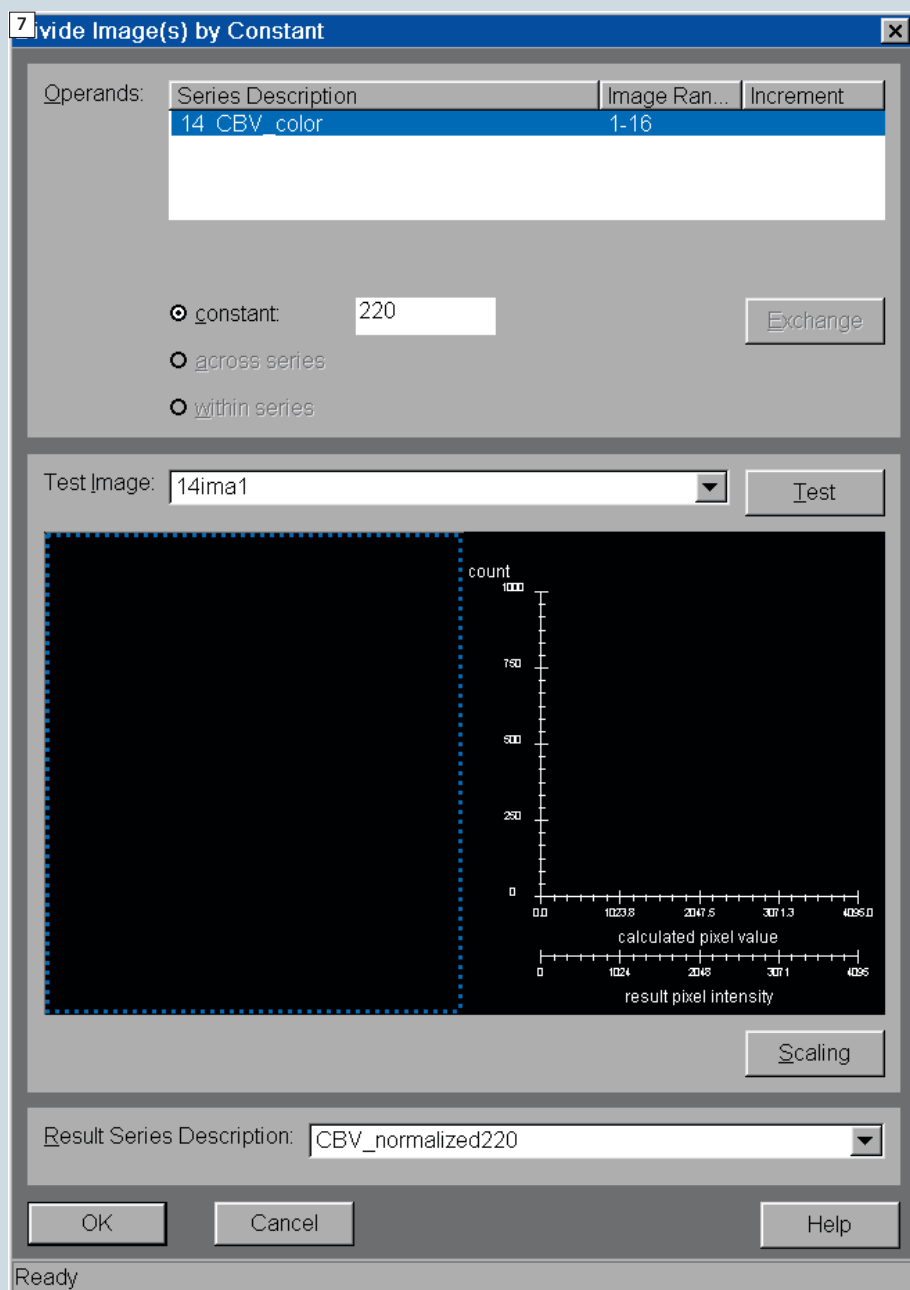 7
ivide Image(s) by Constant
Operands:
Series Description Image Ran... Increment
14 CBV_color 1-16
constant: 220 Exchange
across series
within series
Test Image: 14ima1 Test
count
1000
750
500
250
0
0.0 1023.8 2047.5 3071.3 4095.0
calculated pixel value
0 1024 2048 3071 4095
result pixel intensity
Scaling
Result Series Description: CBV_normalized220
OK Cancel Help
Ready